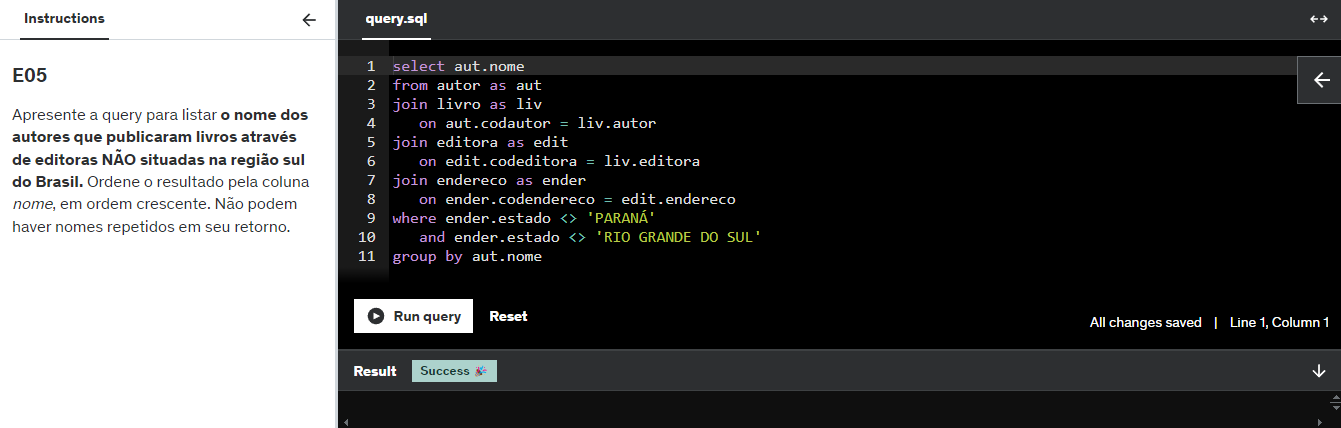 Instructions
E05
Apresente a query para listar o nome dos
autores que publicaram livros através
de editoras NÃO situadas na região sul
do Brasil. Ordene o resultado pela coluna
nome, em ordem crescente. Não podem
haver nomes repetidos em seu retorno.
query.sql
1 select aut.nome
2 from autor as aut
3 join livro as liv
4 on aut.codautor = liv.autor
5 join editora as edit
6 on edit.codeditora = liv.editora
7 join endereco as ender
8 on ender.codendereco = edit.endereco
9 where ender.estado <> 'PARANÁ'
10 and ender.estado <> 'RIO GRANDE DO SUL'
11 group by aut.nome
Run query Reset
All changes saved | Line 1, Column 1
Result Success 🎉